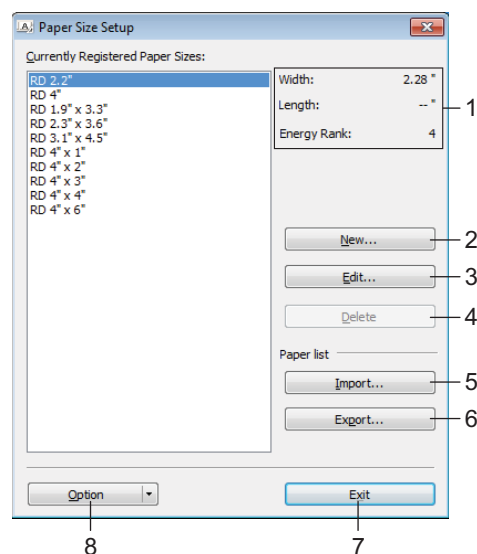 Paper Size Setup
Currently Registered Paper Sizes:
RD 2.2"
RD 4"
RD 1.9" x 3.3"
RD 2.3" x 3.6"
RD 3.1" x 4.5"
RD 4" x 1"
RD 4" x 2"
RD 4" x 3"
RD 4" x 4"
RD 4" x 6"
Width: 2.28 "
Length: -- "
Energy Rank: 4
1
New... 2
Edit... 3
Delete 4
Paper list
Import... 5
Export... 6
Option Exit
8 7